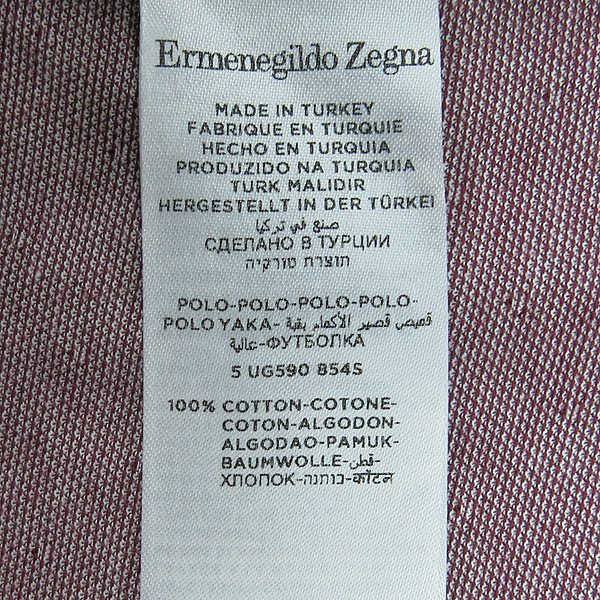 Ermenegildo Zegna
MADE IN TURKEY
FABRIQUE EN TURQUIE
HECHO EN TURQUIA
PRODUZIDO NA TURQUIA
TURK MALIDIR
HERGESTELLT IN DER TÜRKEI
صنع في تركيا
СДЕЛАНО В ТУРЦИИ
תוצרת טורקיה
POLO-POLO-POLO-POLO-
POLO YAKA- قميص قصير الأكمام بقبة
عالية-ФУТБОЛКА
5 UG590 854S
100% COTTON-COTONE-
COTON-ALGODON-
ALGODAO-PAMUK-
BAUMWOLLE-قطن-
ХЛОПОК-כותנה-कॉटन